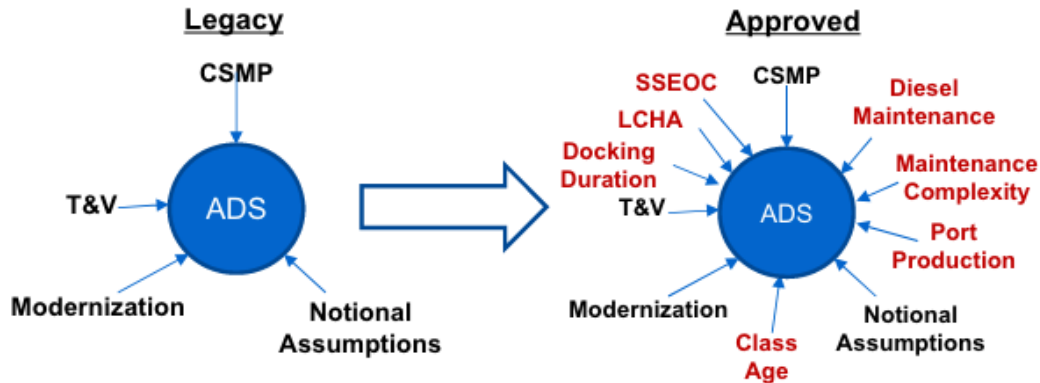 Legacy
CSMP
T&V
ADS
Modernization
Notional
Assumptions
Approved
CSMP
SSEOC
LCHA
Docking
Duration
T&V
Modernization
Class
Age
ADS
Diesel
Maintenance
Maintenance
Complexity
Port
Production
Notional
Assumptions